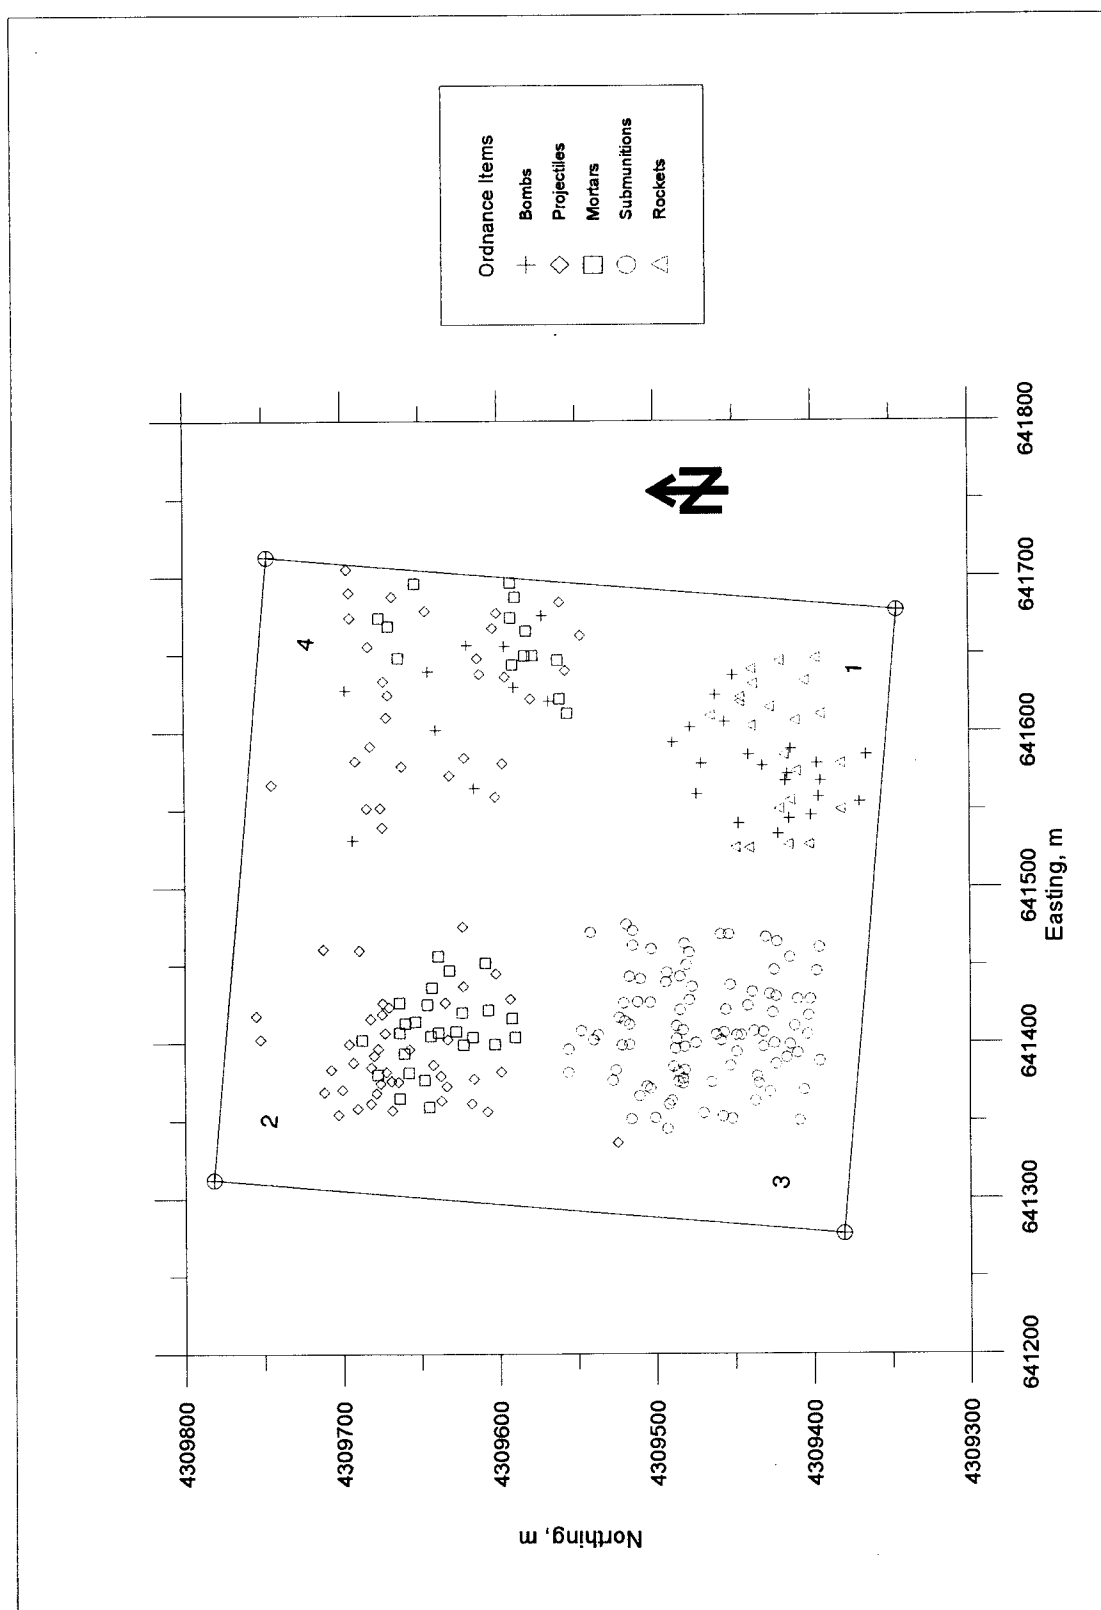 Ordnance Items
Bombs
Projectiles
Mortars
Submunitions
Rockets
4309800
4309700
4309600
4309500
4309400
4309300
Northing, m
641200
641300
641400
641500
641600
641700
641800
Easting, m
N
2
4
3
1